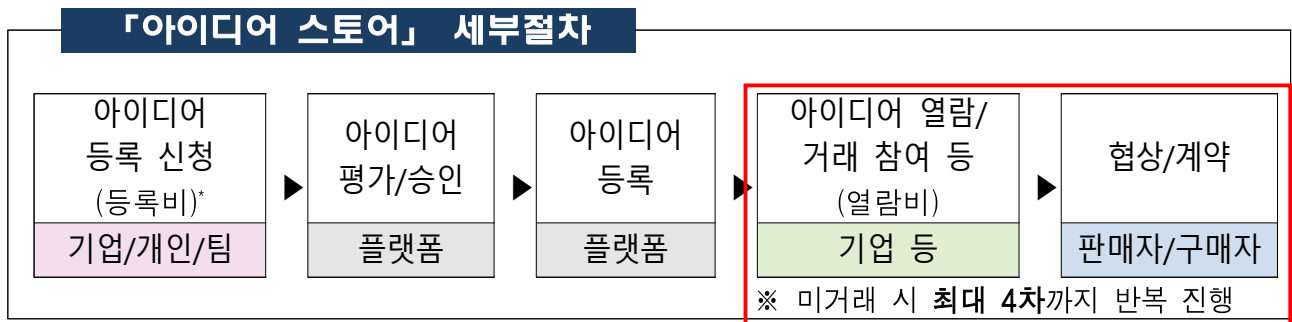 「아이디어 스토어」 세부절차
아이디어
등록 신청
(등록비)*
기업/개인/팀
▶
아이디어
평가/승인
플랫폼
▶
아이디어
등록
플랫폼
▶
아이디어 열람/
거래 참여 등
(열람비)
기업 등
▶
협상/계약
판매자/구매자
※ 미거래 시 최대 4차까지 반복 진행